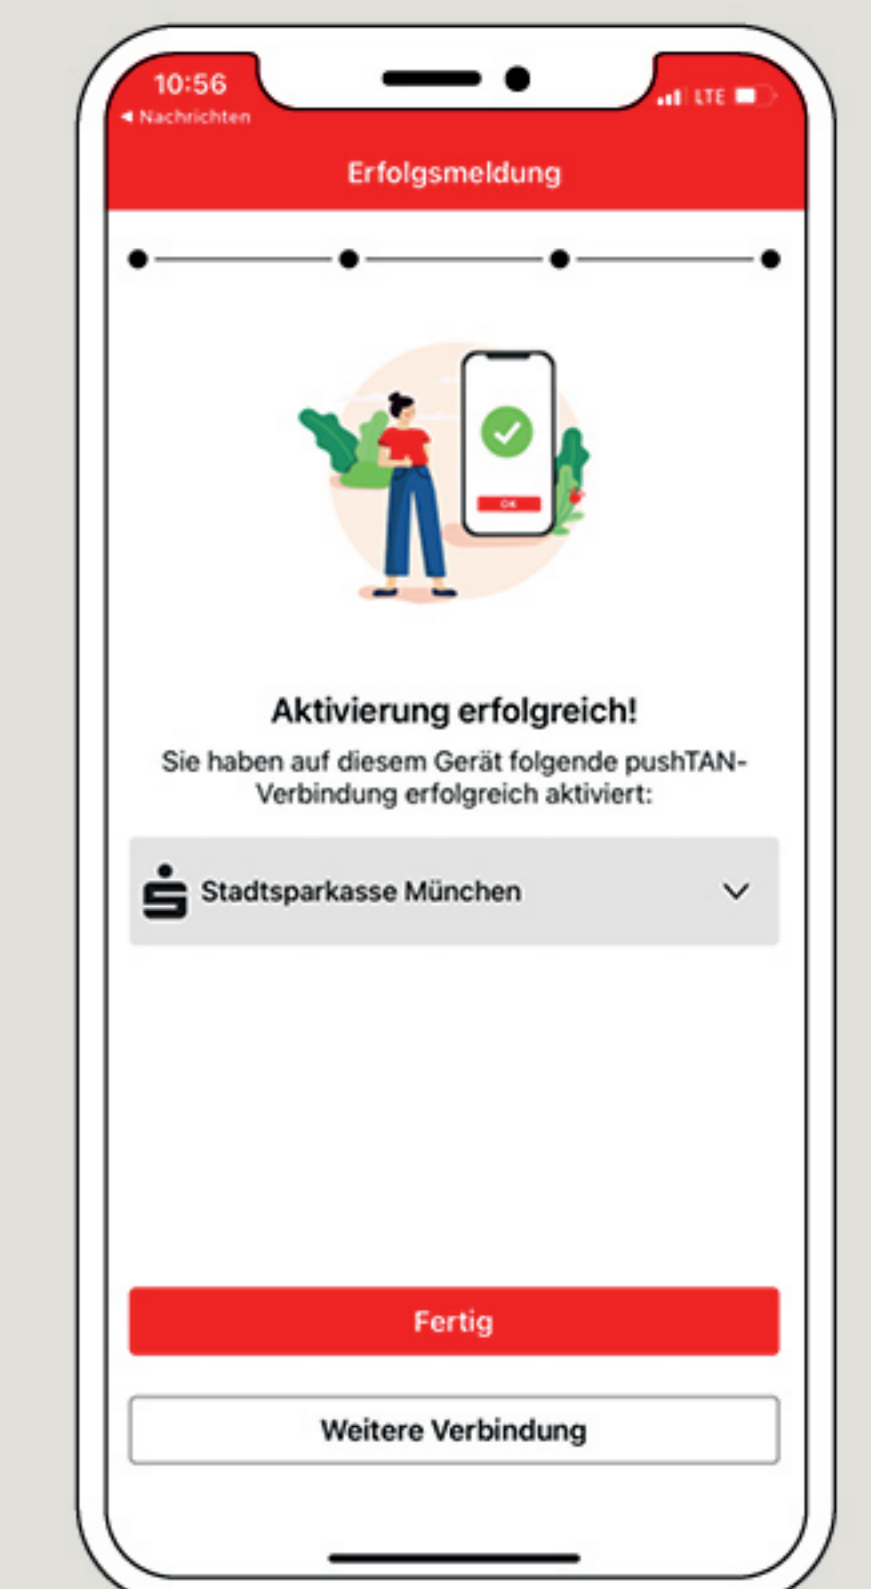 10:56
LTE
◀ Nachrichten
Erfolgsmeldung
OK
Aktivierung erfolgreich!
Sie haben auf diesem Gerät folgende pushTAN-
Verbindung erfolgreich aktiviert:
Stadtsparkasse München
Fertig
Weitere Verbindung